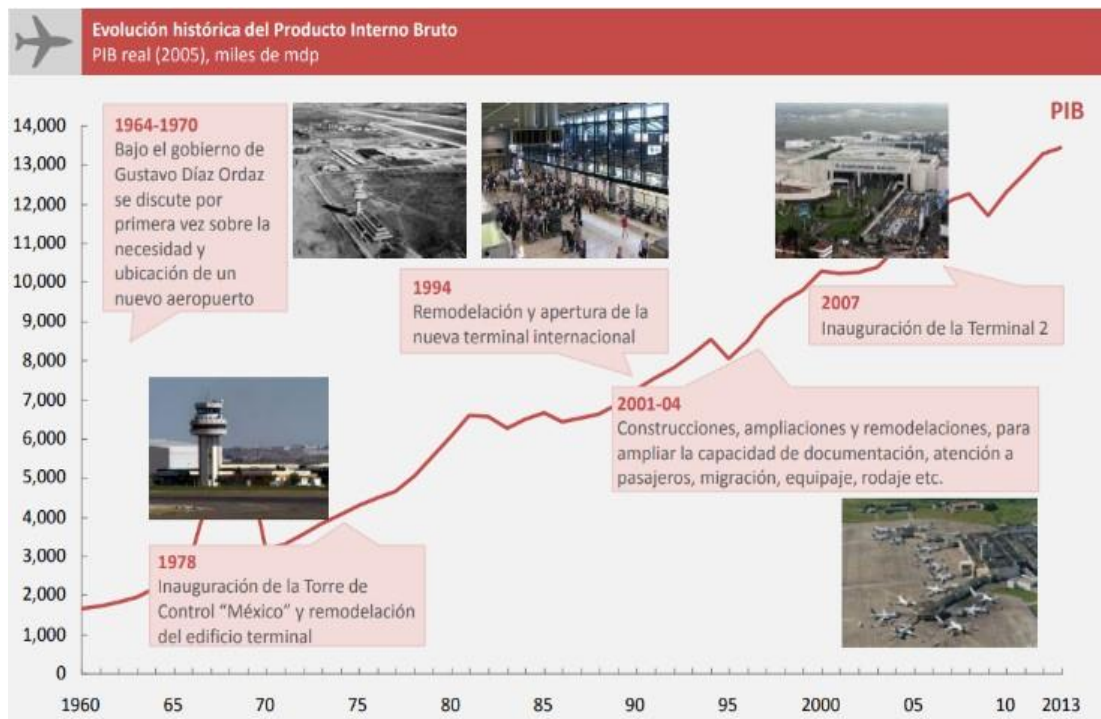 Evolución histórica del Producto Interno Bruto
PIB real (2005), miles de mdp
PIB
14,000
13,000
12,000
11,000
10,000
9,000
8,000
7,000
6,000
5,000
4,000
3,000
2,000
1,000
0
1964-1970
Bajo el gobierno de
Gustavo Díaz Ordaz
se discute por
primera vez sobre la
necesidad y
ubicación de un
nuevo aeropuerto
1994
Remodelación y apertura de la
nueva terminal internacional
2007
Inauguración de la Terminal 2
2001-04
Construcciones, ampliaciones y remodelaciones, para
ampliar la capacidad de documentación, atención a
pasajeros, migración, equipaje, rodaje etc.
1978
Inauguración de la Torre de
Control “México” y remodelación
del edificio terminal
1960 65 70 75 80 85 90 95 2000 05 10 2013